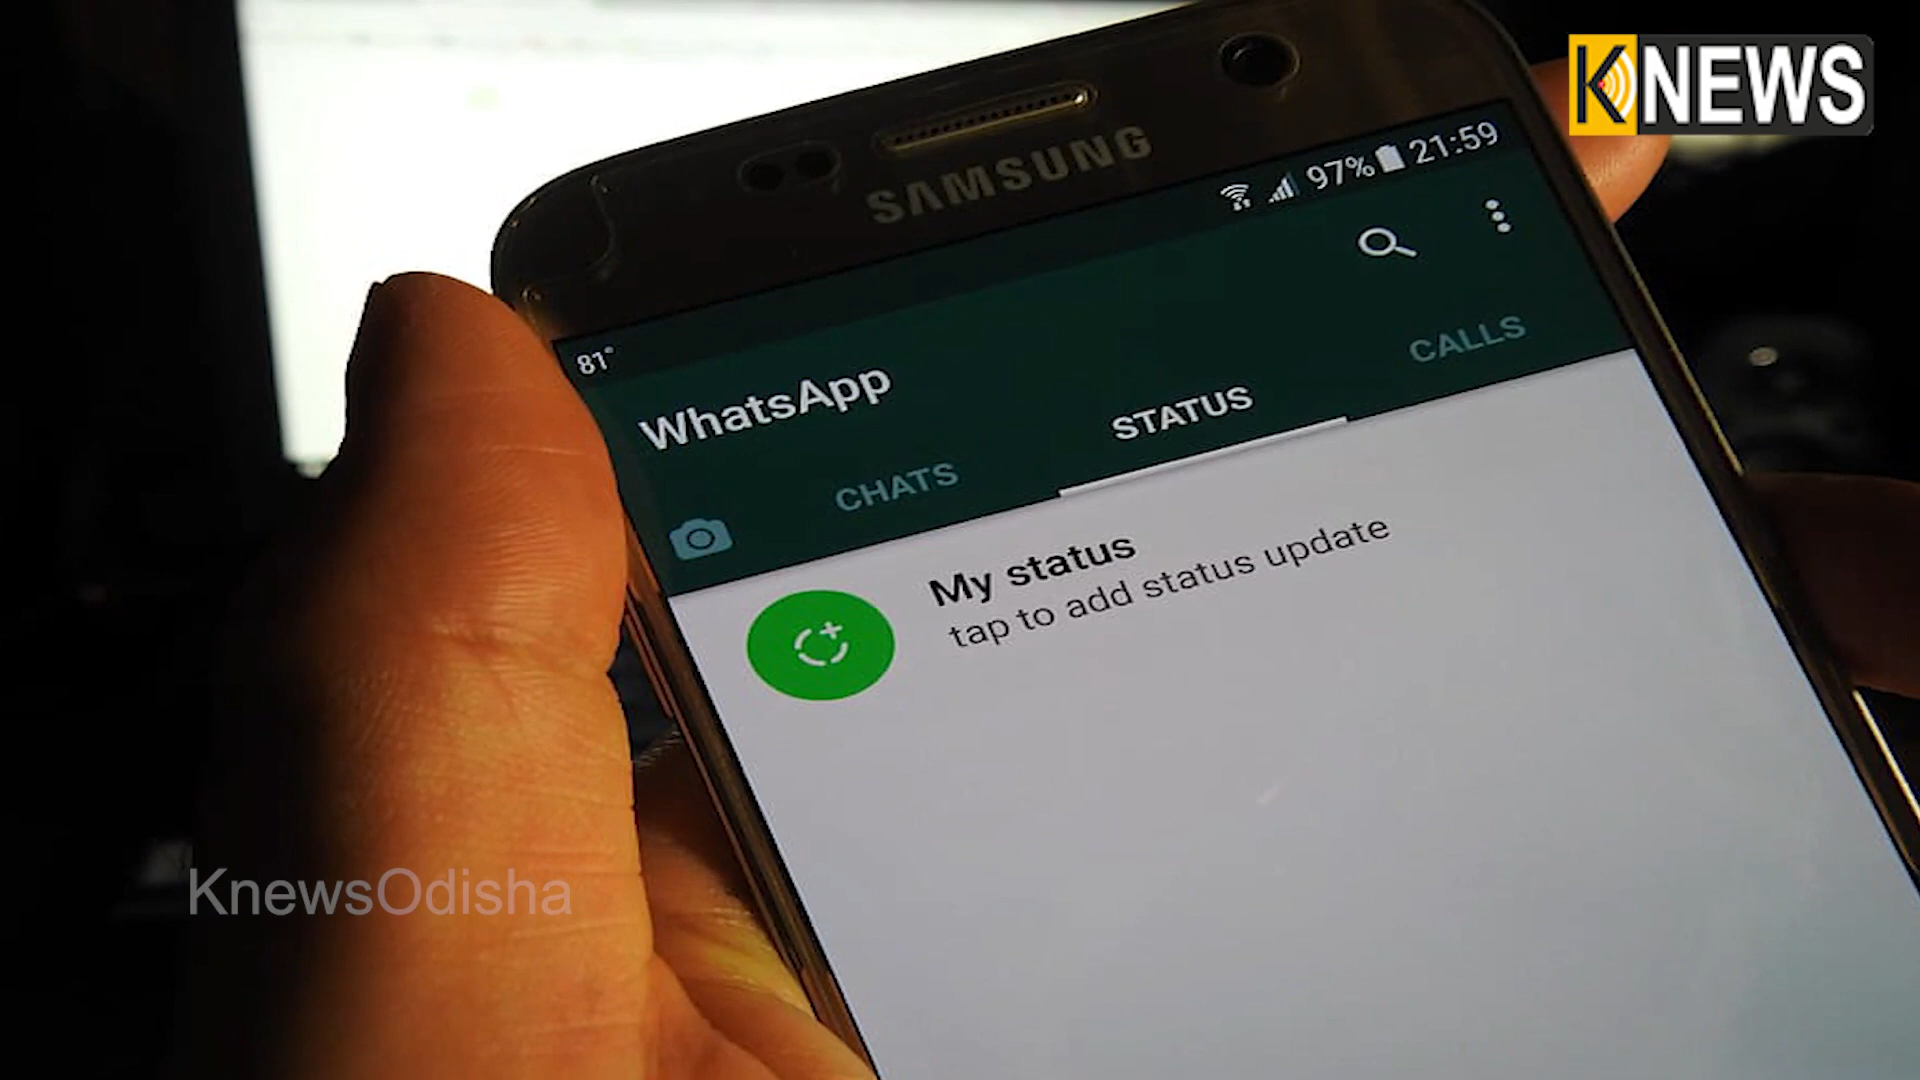 KNEWS
SAMSUNG
97% 21:59
81°
WhatsApp
CHATS
STATUS
CALLS
My status
tap to add status update
KnewsOdisha